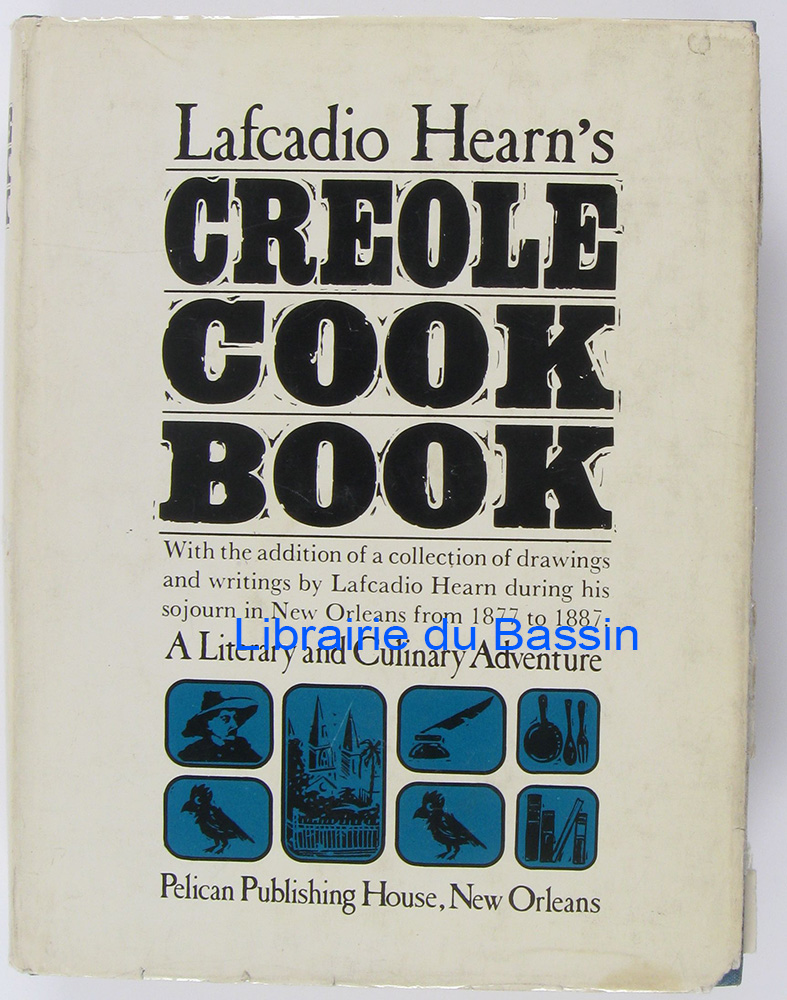 Lafcadio Hearn's
CREOLE
COOK
BOOK
With the addition of a collection of drawings
and writings by Lafcadio Hearn during his
sojourn in New Orleans from 1877 to 1887.
Librairie du Bassin
A Literary and Culinary Adventure
Pelican Publishing House, New Orleans